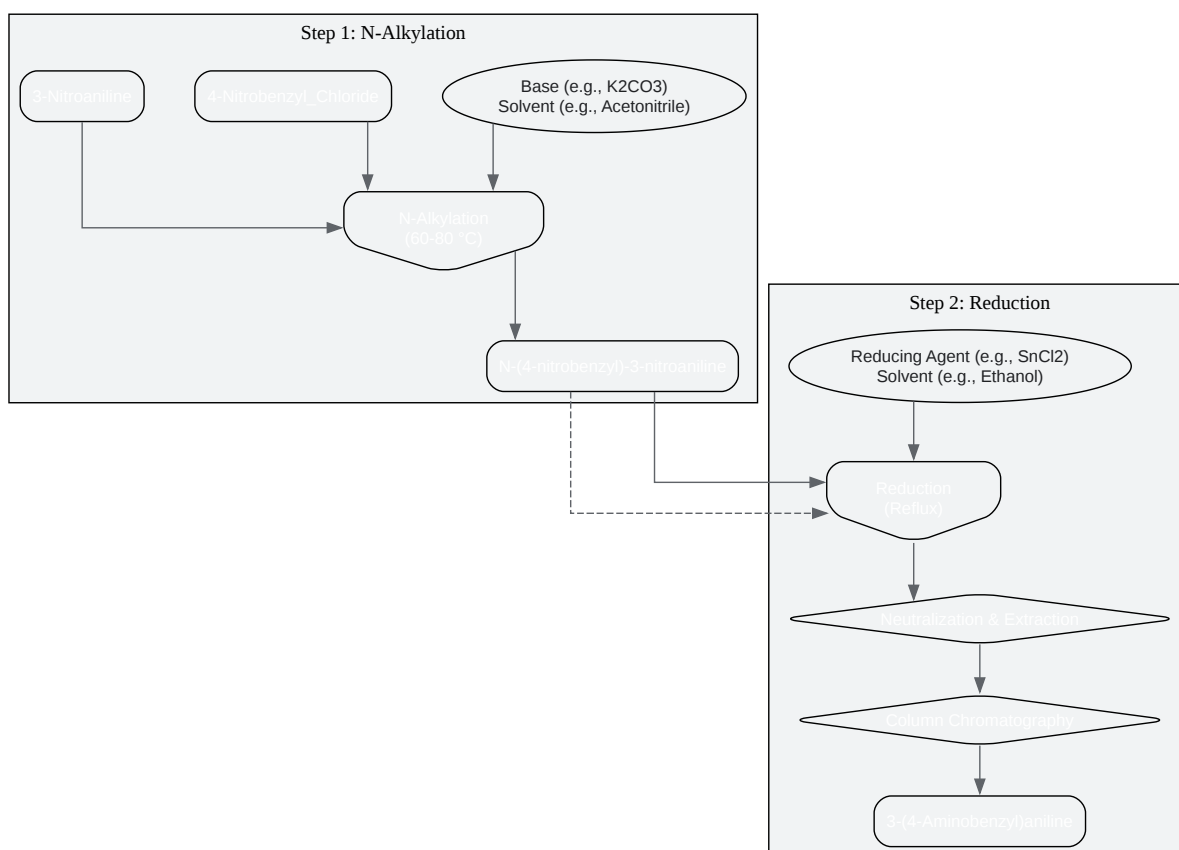 Step 1: N-Alkylation
3-Nitroaniline
4-Nitrobenzyl_Chloride
Base (e.g., K2CO3)
Solvent (e.g., Acetonitrile)
N-Alkylation
(60-80 °C)
N-(4-nitrobenzyl)-3-nitroaniline
Step 2: Reduction
Reducing Agent (e.g., SnCl2)
Solvent (e.g., Ethanol)
Reduction
(Reflux)
Neutralization & Extraction
Column Chromatography
3-(4-Aminobenzyl)aniline